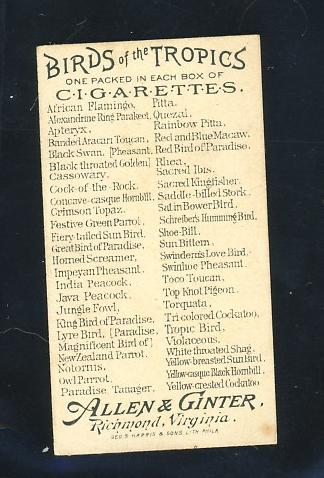 BIRDS of the TROPICS
ONE PACKED IN EACH BOX OF
C·I·G·A·R·E·T·T·E·S.
African Flamingo.
Alexandrine Ring Parakeet.
Apteryx.
Banded Aracari Toucan,
Black Swan. [Pheasant.
Black throated Golden]
Cassowary.
Cock-of-the-Rock.
Concave-casque Hornbill.
Crimson Topaz.
Festive Green Parrot.
Fiery-tailed Sun Bird.
Great Bird of Paradise.
Horned Screamer,
Impeyan Pheasant.
India Peacock.
Java Peacock.
Jungle Fowl,
King Bird of Paradise.
Lyre Bird, [Paradise,
Magnificent Bird of]
New Zealand Parrot.
Notornis.
Owl Parrot.
Paradise Tanager,
Pitta.
Quezal.
Rainbow Pitta.
Red and Blue Macaw.
Red Bird of Paradise.
Rhea.
Sacred Ibis.
Sacred Kingfisher.
Saddle-billed Stork.
Satin Bower Bird.
Schreiber's Humming Bird.
Shoe-Bill.
Sun Bittern.
Swindern's Love Bird.
Swinhoe Pheasant.
Toco Toucan.
Top Knot Pigeon.
Torquata,
Tri colored Cockatoo,
Tropic Bird,
Violaceous.
White throated Shag.
Yellow-breasted Sun Bird,
Yellow-casque Black Hornbill,
Yellow-crested Cockatoo
ALLEN & GINTER,
Richmond, Virginia.
GEO. S. HARRIS & SONS, LITH. PHILA.